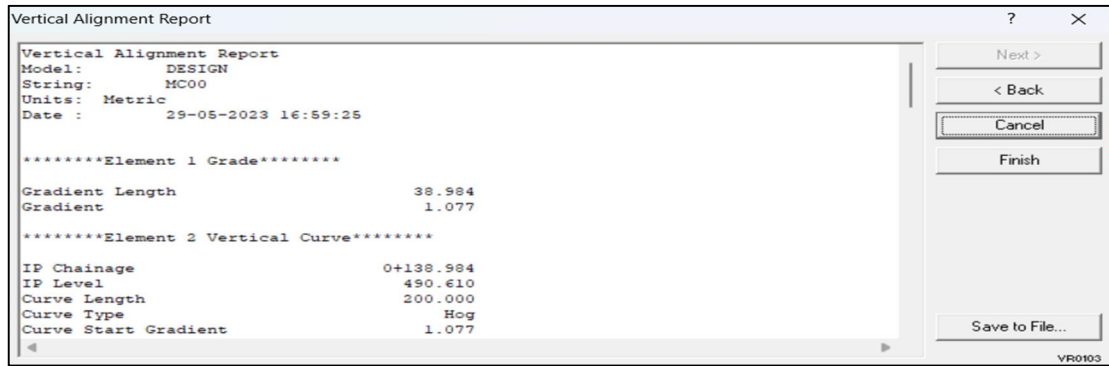 Vertical Alignment Report
? ×
Vertical Alignment Report
Model: DESIGN
String: MC00
Units: Metric
Date : 29-05-2023 16:59:25
********Element 1 Grade********
Gradient Length 38.984
Gradient 1.077
********Element 2 Vertical Curve********
IP Chainage 0+138.984
IP Level 490.610
Curve Length 200.000
Curve Type Hog
Curve Start Gradient 1.077
Next >
< Back
Cancel
Finish
Save to File...
VR0103